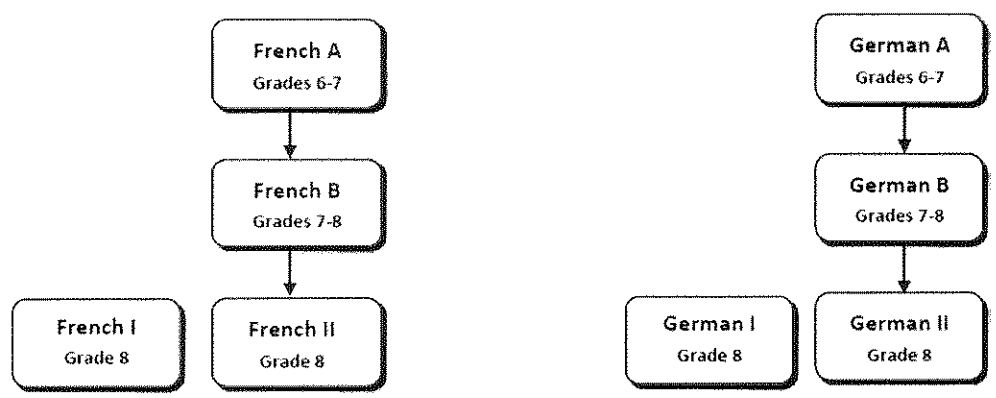 French A
Grades 6-7
French B
Grades 7-8
French I
Grade 8
French II
Grade 8
German A
Grades 6-7
German B
Grades 7-8
German I
Grade 8
German II
Grade 8